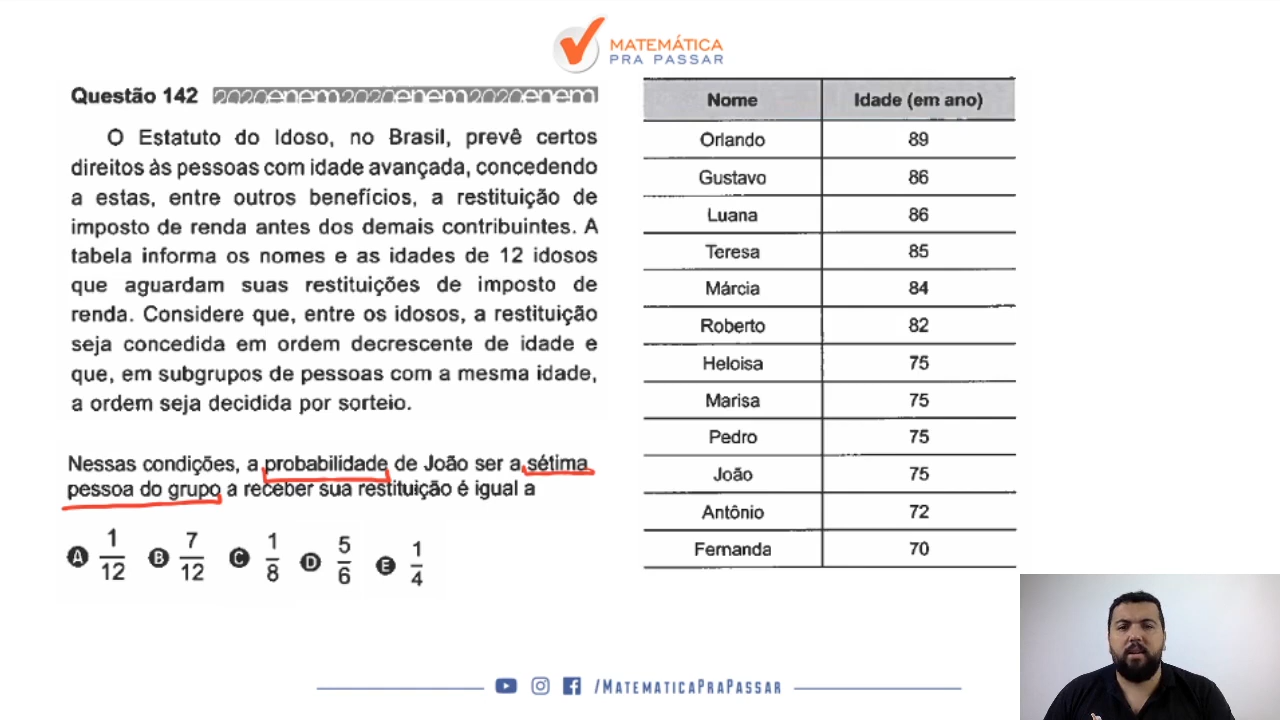 MATEMÁTICA
PRA PASSAR
Questão 142 2020enem2020enem2020enem
O Estatuto do Idoso, no Brasil, prevê certos
direitos às pessoas com idade avançada, concedendo
a estas, entre outros benefícios, a restituição de
imposto de renda antes dos demais contribuintes. A
tabela informa os nomes e as idades de 12 idosos
que aguardam suas restituições de imposto de
renda. Considere que, entre os idosos, a restituição
seja concedida em ordem decrescente de idade e
que, em subgrupos de pessoas com a mesma idade,
a ordem seja decidida por sorteio.
Nessas condições, a probabilidade de João ser a sétima
pessoa do grupo a receber sua restituição é igual a
A 1/12 B 7/12 C 1/8 D 5/6 E 1/4
Nome Idade (em ano)
Orlando 89
Gustavo 86
Luana 86
Teresa 85
Márcia 84
Roberto 82
Heloisa 75
Marisa 75
Pedro 75
João 75
Antônio 72
Fernanda 70
/MATEMATICAPRAPASSAR